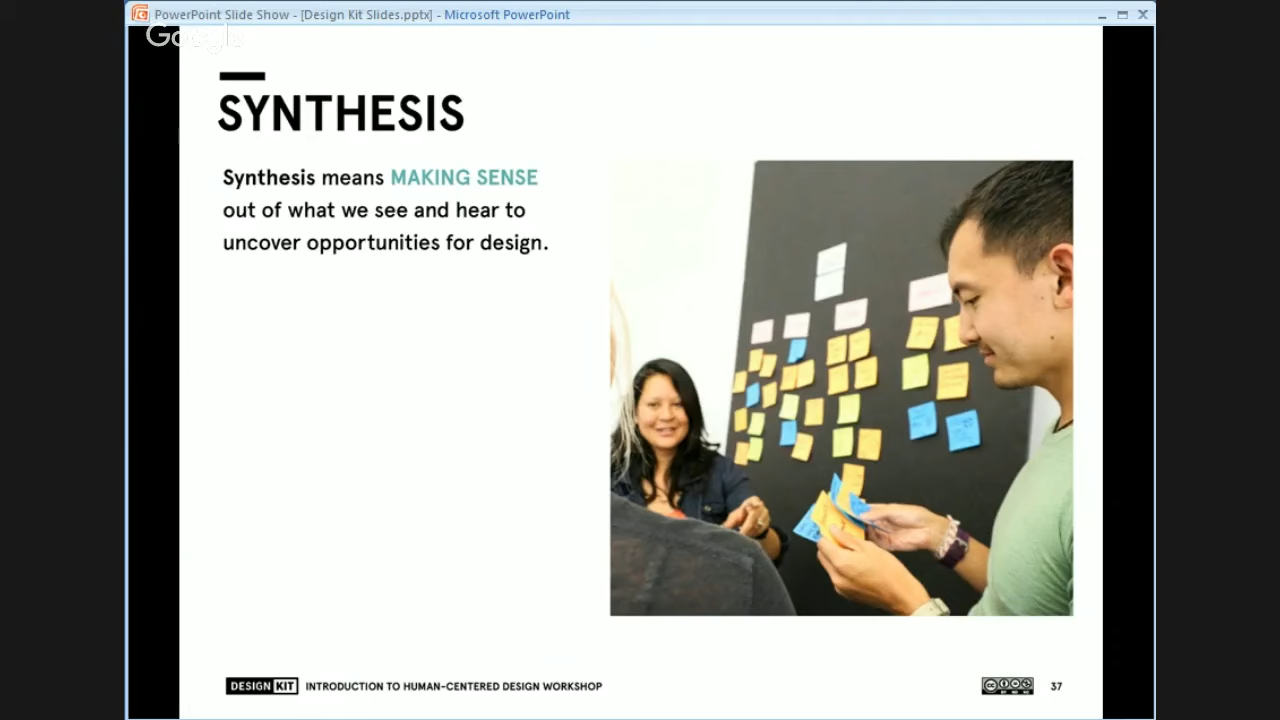 PowerPoint Slide Show - [Design Kit Slides.pptx] - Microsoft PowerPoint
Google
SYNTHESIS
Synthesis means MAKING SENSE
out of what we see and hear to
uncover opportunities for design.
DESIGN KIT INTRODUCTION TO HUMAN-CENTERED DESIGN WORKSHOP
37